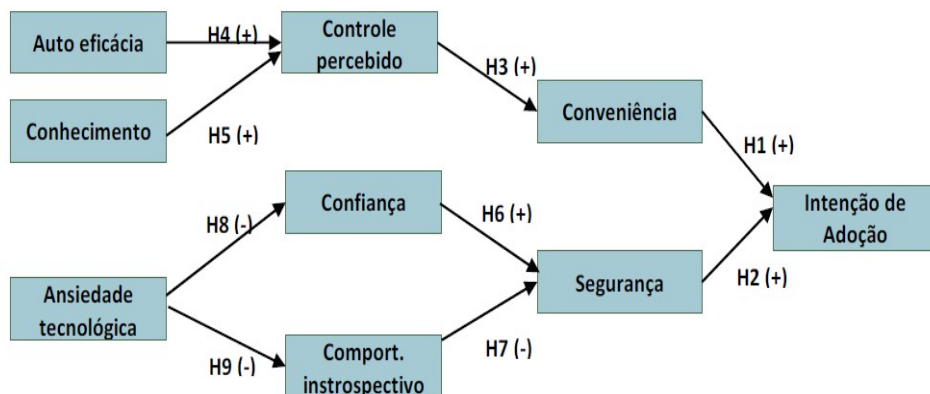 Auto eficácia
H4 (+)
Controle
percebido
H3 (+)
Conhecimento
H5 (+)
Conveniência
H1 (+)
Confiança
H8 (-)
H6 (+)
Intenção de
Adoção
Ansiedade
tecnológica
Segurança
H2 (+)
H9 (-)
Comport.
instrospectivo
H7 (-)